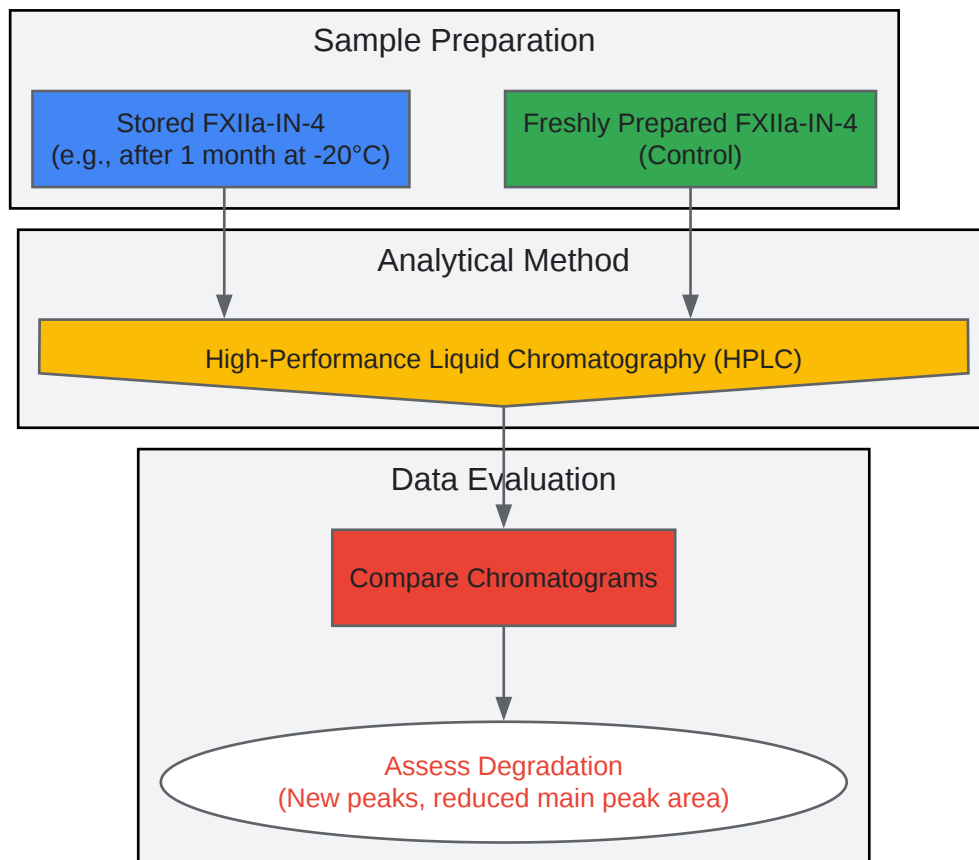 Sample Preparation
Stored FXIIa-IN-4
(e.g., after 1 month at -20°C)
Freshly Prepared FXIIa-IN-4
(Control)
Analytical Method
High-Performance Liquid Chromatography (HPLC)
Data Evaluation
Compare Chromatograms
Assess Degradation
(New peaks, reduced main peak area)